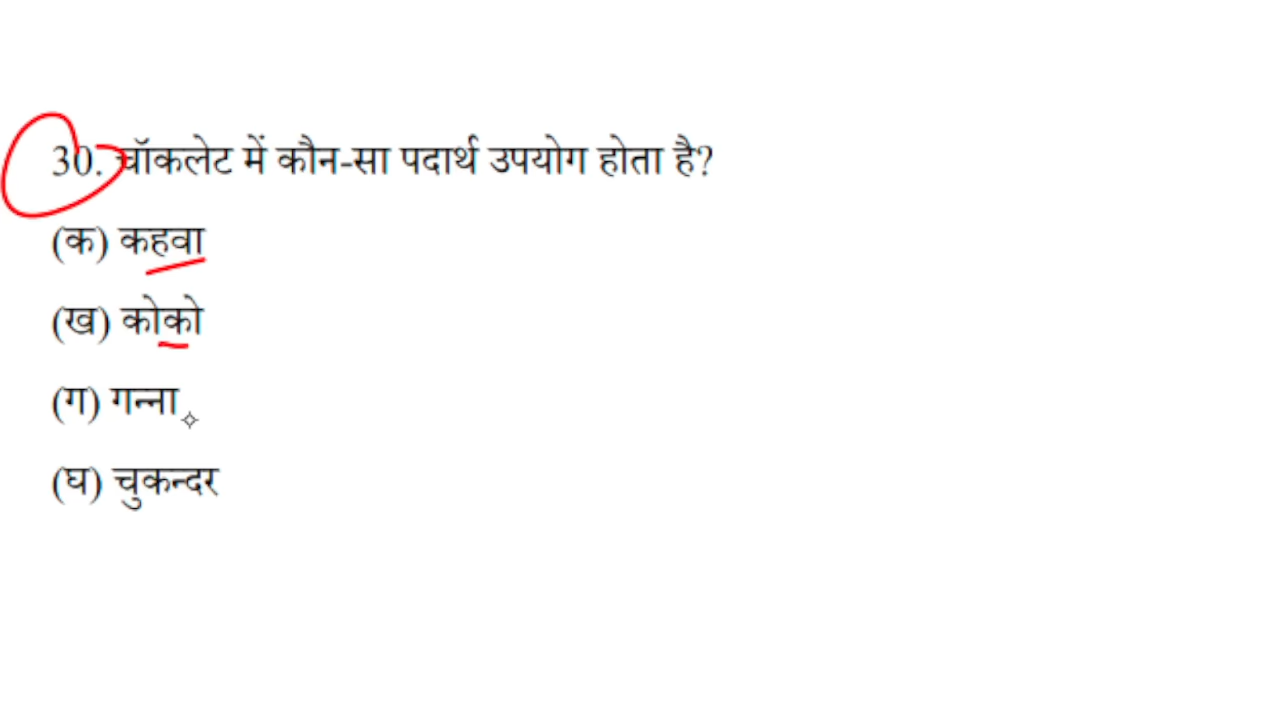 30. चॉकलेट में कौन-सा पदार्थ उपयोग होता है?
(क) कहवा
(ख) कोको
(ग) गन्ना
(घ) चुकन्दर